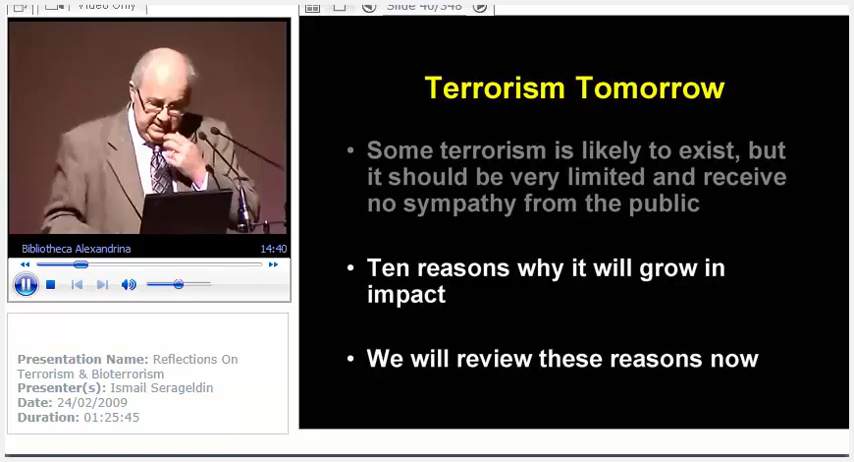 Video Only
Slide 40/348
Terrorism Tomorrow
• Some terrorism is likely to exist, but
it should be very limited and receive
no sympathy from the public
• Ten reasons why it will grow in
impact
• We will review these reasons now
Bibliotheca Alexandrina 14:40
Presentation Name: Reflections On
Terrorism & Bioterrorism
Presenter(s): Ismail Serageldin
Date: 24/02/2009
Duration: 01:25:45